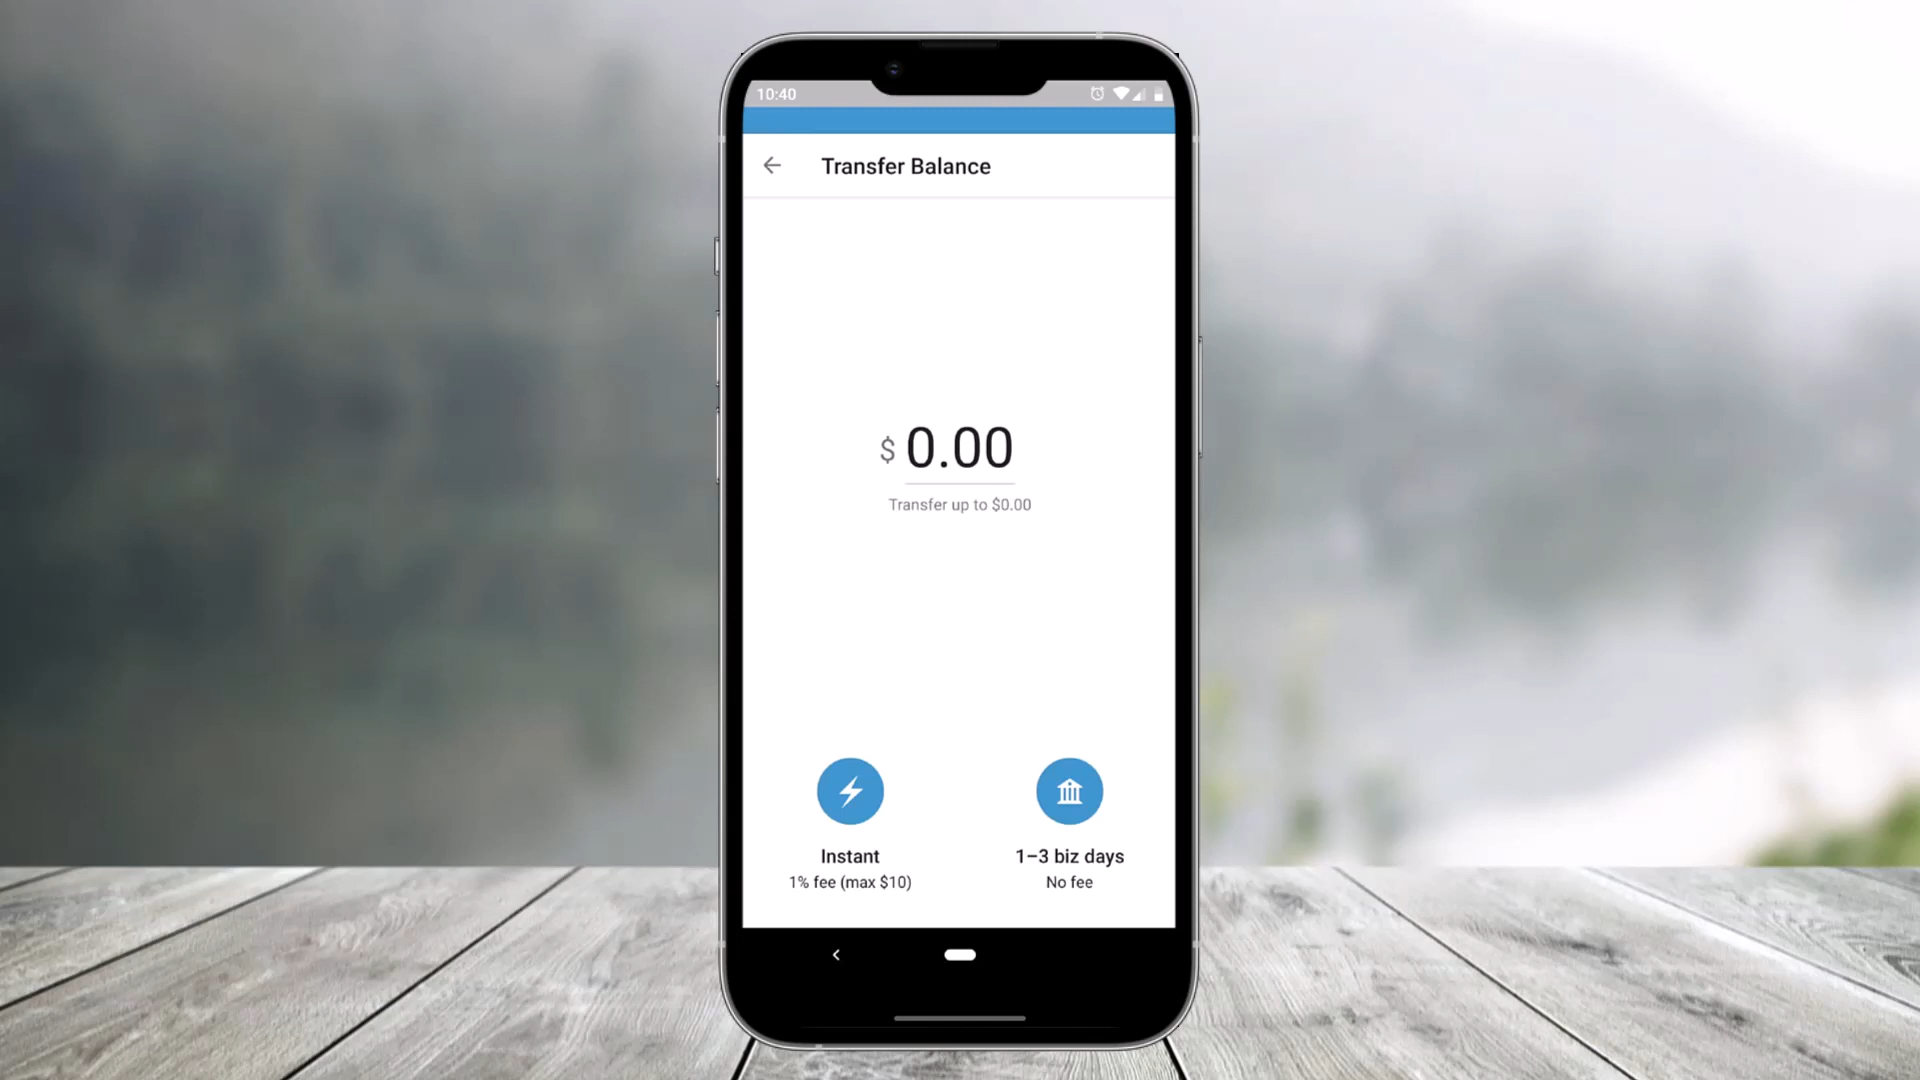 10:40
Transfer Balance
$ 0.00
Transfer up to $0.00
Instant
1% fee (max $10)
1–3 biz days
No fee